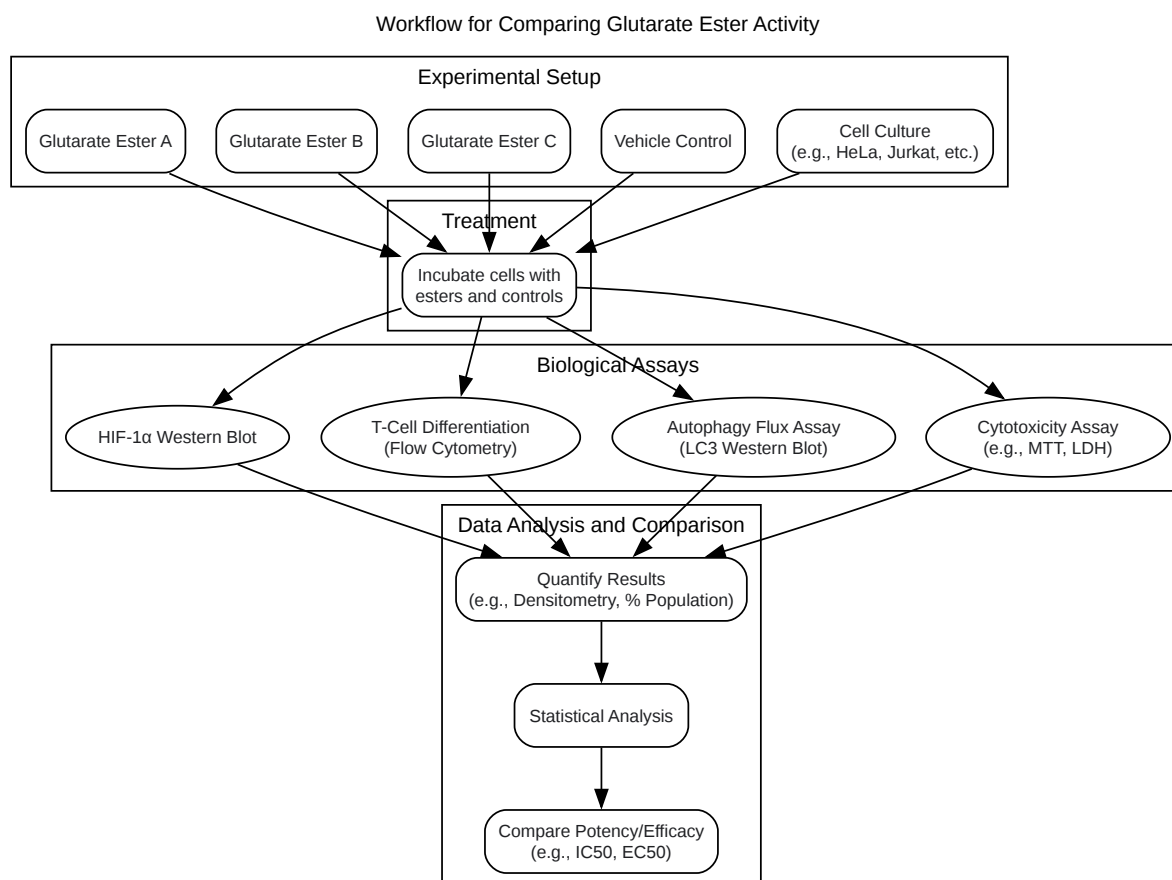 Workflow for Comparing Glutarate Ester Activity
Experimental Setup
Glutarate Ester A
Glutarate Ester B
Glutarate Ester C
Vehicle Control
Cell Culture
(e.g., HeLa, Jurkat, etc.)
Treatment
Incubate cells with
esters and controls
Biological Assays
HIF-1α Western Blot
T-Cell Differentiation
(Flow Cytometry)
Autophagy Flux Assay
(LC3 Western Blot)
Cytotoxicity Assay
(e.g., MTT, LDH)
Data Analysis and Comparison
Quantify Results
(e.g., Densitometry, % Population)
Statistical Analysis
Compare Potency/Efficacy
(e.g., IC50, EC50)